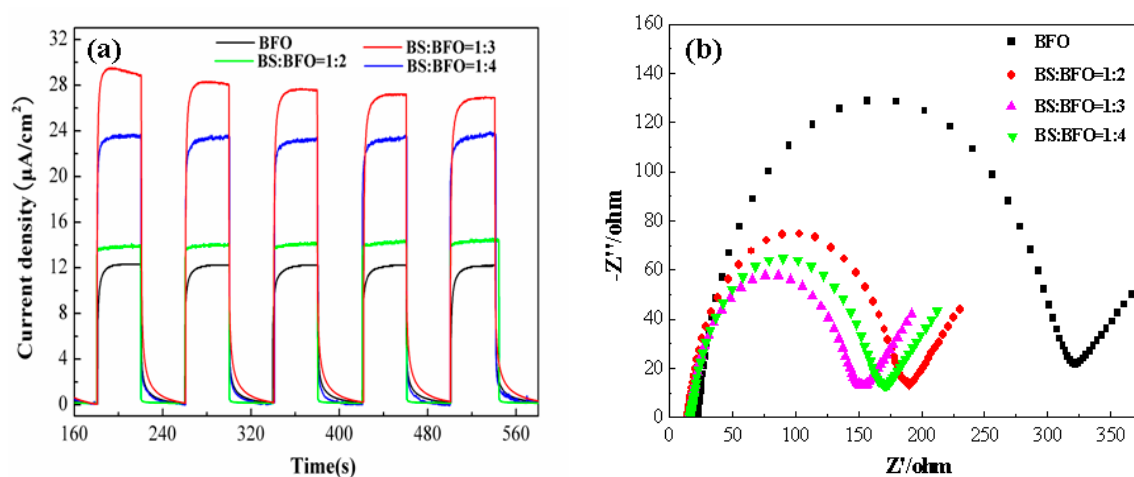 (a)
BFO
BS:BFO=1:3
BS:BFO=1:2
BS:BFO=1:4
Current density (μA/cm²)
32
28
24
20
16
12
8
4
0
160
240
320
400
480
560
Time(s)
(b)
BFO
BS:BFO=1:2
BS:BFO=1:3
BS:BFO=1:4
-Z''/ohm
160
140
120
100
80
60
40
20
0
0
50
100
150
200
250
300
350
Z'/ohm